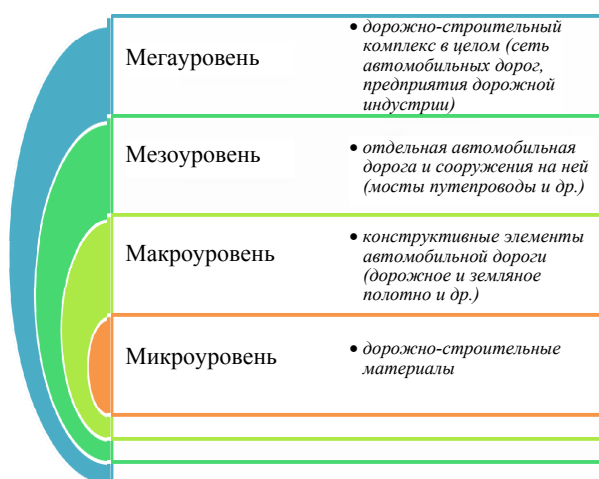 Мегауровень
• дорожно-строительный
комплекс в целом (сеть
автомобильных дорог,
предприятия дорожной
индустрии)
Мезоуровень
• отдельная автомобильная
дорога и сооружения на ней
(мосты путепроводы и др.)
Макроуровень
• конструктивные элементы
автомобильной дороги
(дорожное и земляное
полотно и др.)
Микроуровень
• дорожно-строительные
материалы